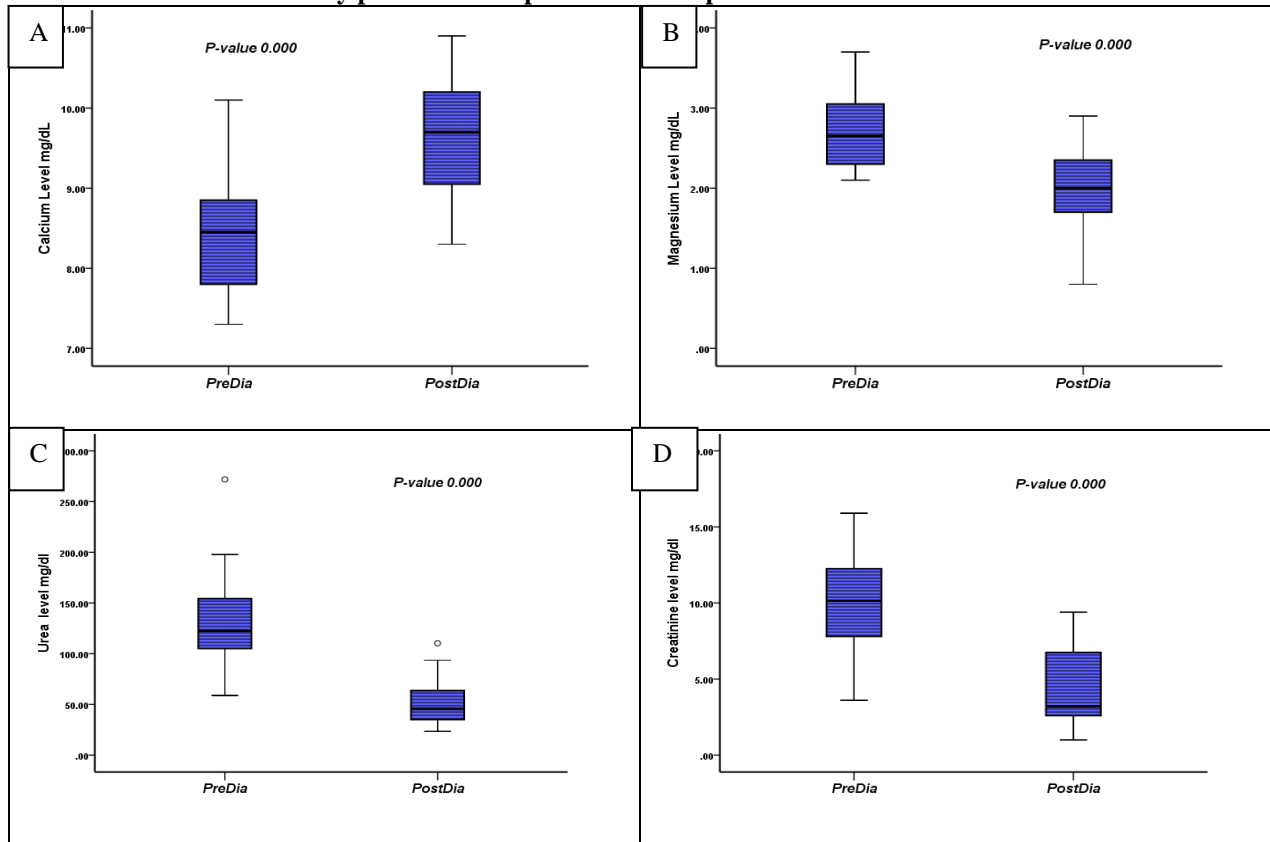 A
P-value 0.000
11.00
10.00
9.00
8.00
7.00
Calcium Level mg/dL
PreDia
PostDia
B
P-value 0.000
3.00
2.00
1.00
.00
Magnesium Level mg/dL
PreDia
PostDia
C
P-value 0.000
250.00
200.00
150.00
100.00
50.00
.00
Urea level mg/dl
PreDia
PostDia
D
P-value 0.000
15.00
10.00
5.00
.00
Creatinine level mg/dl
PreDia
PostDia